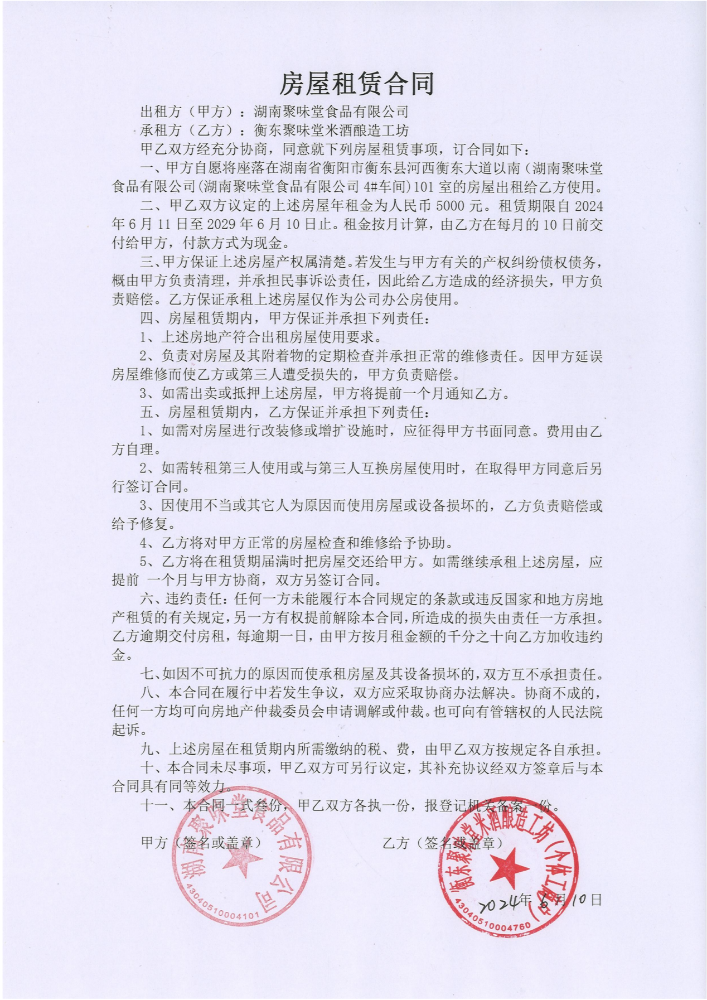 房屋租赁合同
出租方（甲方）：湖南聚味堂食品有限公司
承租方（乙方）：衡东聚味堂米酒酿造工坊
甲乙双方经充分协商，同意就下列房屋租赁事项，订合同如下：
一、甲方自愿将座落在湖南省衡阳市衡东县河西衡东大道以南（湖南聚味堂
食品有限公司(湖南聚味堂食品有限公司 4#车间)101 室的房屋出租给乙方使用。
二、甲乙双方议定的上述房屋年租金为人民币 5000 元。租赁期限自 2024
年 6 月 11 日至 2029 年 6 月 10 日止。租金按月计算，由乙方在每月的 10 日前交
付给甲方，付款方式为现金。
三、甲方保证上述房屋产权属清楚。若发生与甲方有关的产权纠纷债权债务，
概由甲方负责清理，并承担民事诉讼责任，因此给乙方造成的经济损失，甲方负
责赔偿。乙方保证承租上述房屋仅作为公司办公房使用。
四、房屋租赁期内，甲方保证并承担下列责任：
1、上述房地产符合出租房屋使用要求。
2、负责对房屋及其附着物的定期检查并承担正常的维修责任。因甲方延误
房屋维修而使乙方或第三人遭受损失的，甲方负责赔偿。
3、如需出卖或抵押上述房屋，甲方将提前一个月通知乙方。
五、房屋租赁期内，乙方保证并承担下列责任：
1、如需对房屋进行改装修或增扩设施时，应征得甲方书面同意。费用由乙
方自理。
2、如需转租第三人使用或与第三人互换房屋使用时，在取得甲方同意后另
行签订合同。
3、因使用不当或其它人为原因而使用房屋或设备损坏的，乙方负责赔偿或
给予修复。
4、乙方将对甲方正常的房屋检查和维修给予协助。
5、乙方将在租赁期届满时把房屋交还给甲方。如需继续承租上述房屋，应
提前 一个月与甲方协商，双方另签订合同。
六、违约责任：任何一方未能履行本合同规定的条款或违反国家和地方房地
产租赁的有关规定，另一方有权提前解除本合同，所造成的损失由责任一方承担。
乙方逾期交付房租，每逾期一日，由甲方按月租金额的千分之十向乙方加收违约
金。
七、如因不可抗力的原因而使承租房屋及其设备损坏的，双方互不承担责任。
八、本合同在履行中若发生争议，双方应采取协商办法解决。协商不成的，
任何一方均可向房地产仲裁委员会申请调解或仲裁。也可向有管辖权的人民法院
起诉。
九、上述房屋在租赁期内所需缴纳的税、费，由甲乙双方按规定各自承担。
十、本合同未尽事项，甲乙双方可另行议定，其补充协议经双方签章后与本
合同具有同等效力。
十一、本合同一式叁份，甲乙双方各执一份，报登记机关备案一份。
甲方（签名或盖章）
乙方（签名或盖章）
湖南聚味堂食品有限公司
43040510004101
衡东聚味堂米酒酿造工坊（个体工商户）
43040510004760
2024年 6 月 10 日